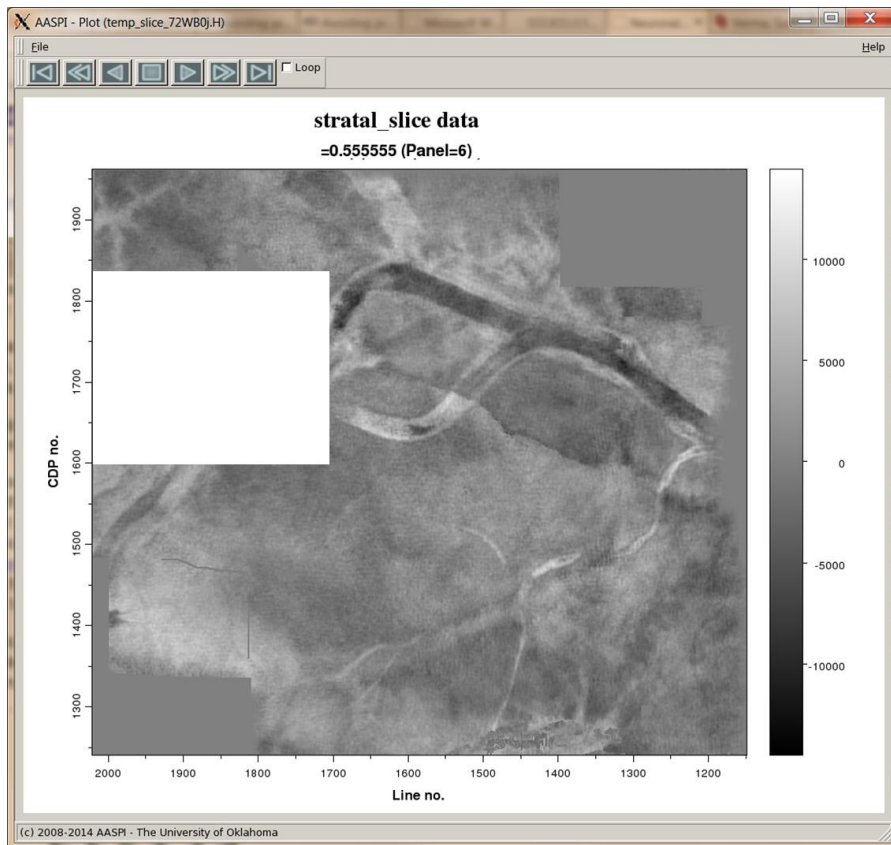 AASPI - Plot (temp_slice_72WB0j.H)
File
Help
Loop
stratal_slice data
=0.555555 (Panel=6)
CDP no.
1900
1800
1700
1600
1500
1400
1300
2000
1900
1800
1700
1600
1500
1400
1300
1200
Line no.
10000
5000
0
-5000
-10000
(c) 2008-2014 AASPI - The University of Oklahoma